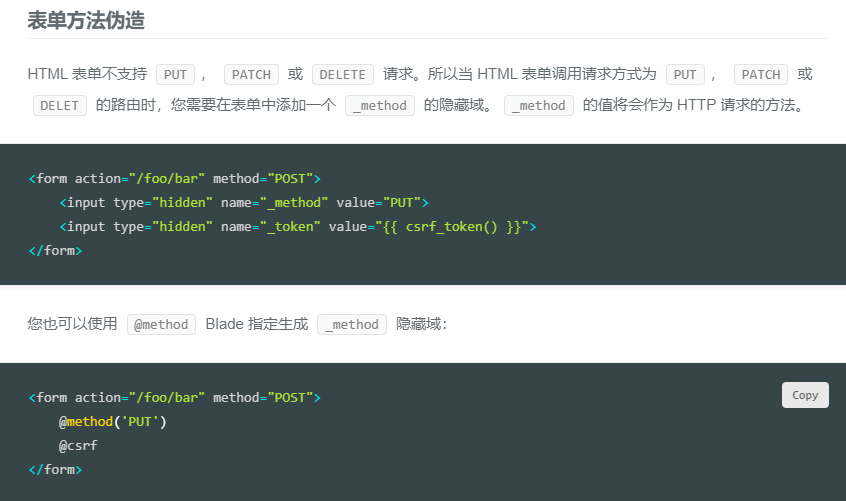 表单方法伪造
HTML 表单不支持 PUT ， PATCH 或 DELETE 请求。所以当 HTML 表单调用请求方式为 PUT ， PATCH 或
DELET 的路由时，您需要在表单中添加一个 _method 的隐藏域。 _method 的值将会作为 HTTP 请求的方法。
<form action="/foo/bar" method="POST">
    <input type="hidden" name="_method" value="PUT">
    <input type="hidden" name="_token" value="{{ csrf_token() }}">
</form>
您也可以使用 @method Blade 指定生成 _method 隐藏域：
Copy
<form action="/foo/bar" method="POST">
    @method('PUT')
    @csrf
</form>